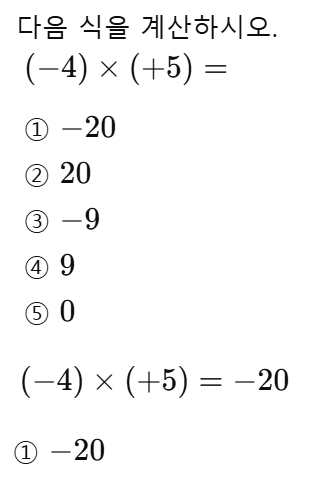 다음 식을 계산하시오.
(−4) × (+5) =
① −20
② 20
③ −9
④ 9
⑤ 0
(−4) × (+5) = −20
① −20